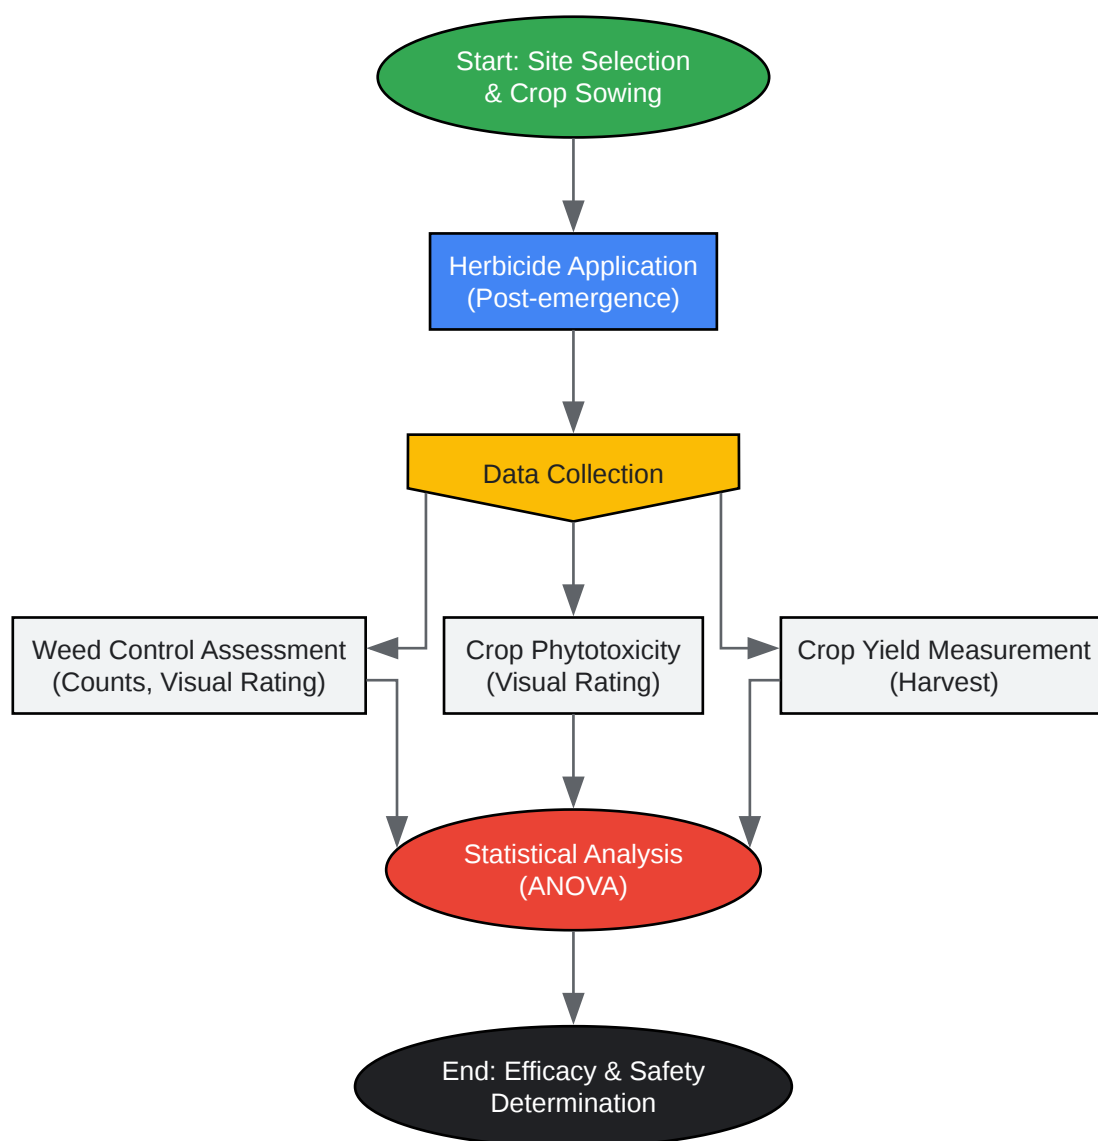 Start: Site Selection
& Crop Sowing
Herbicide Application
(Post-emergence)
Data Collection
Weed Control Assessment
(Counts, Visual Rating)
Crop Phytotoxicity
(Visual Rating)
Crop Yield Measurement
(Harvest)
Statistical Analysis
(ANOVA)
End: Efficacy & Safety
Determination